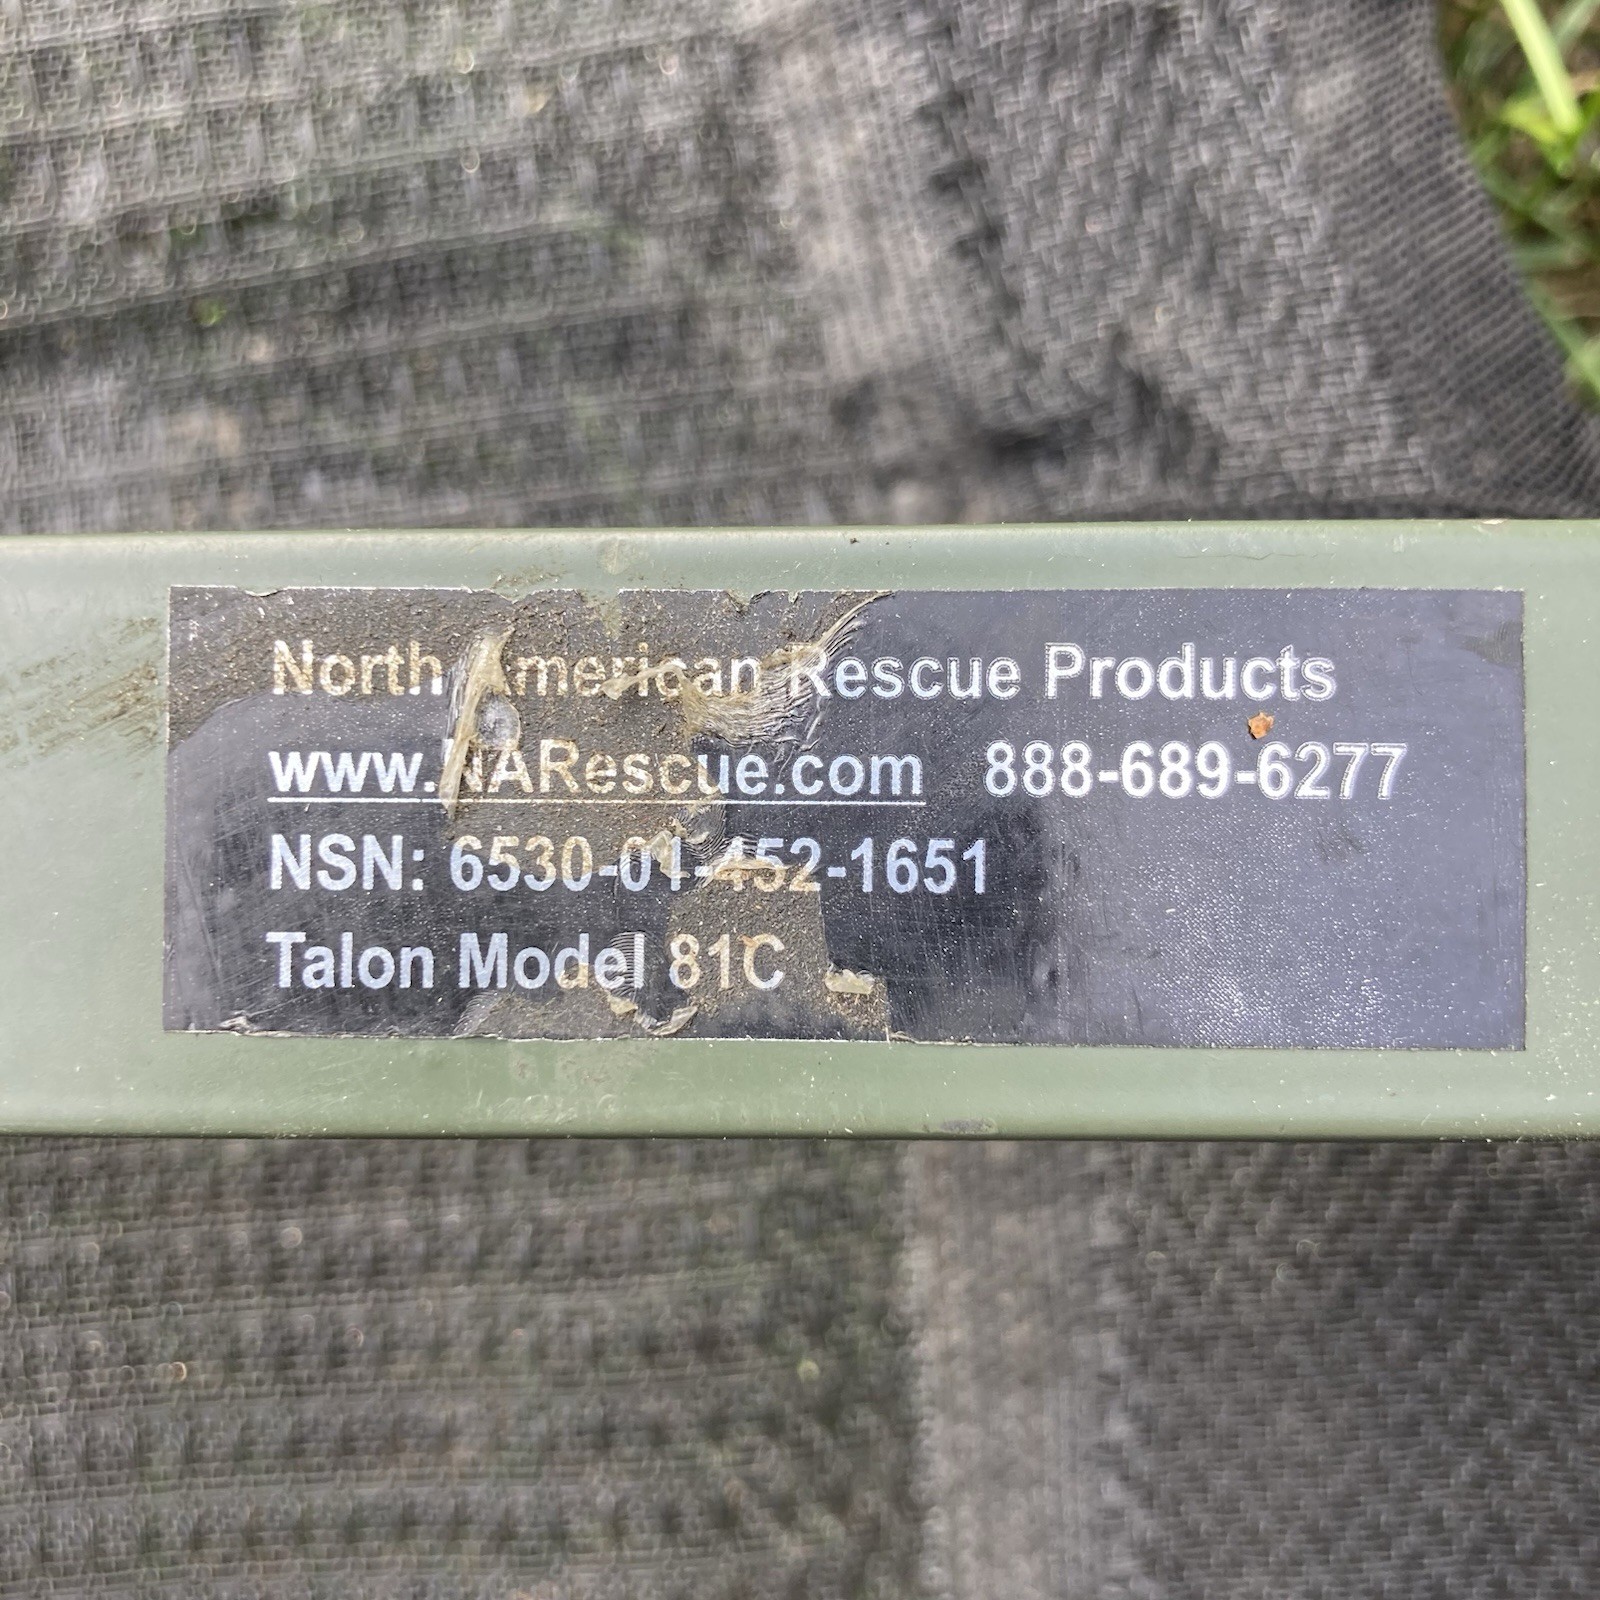 North American Rescue Products
www.NARescue.com 888-689-6277
NSN: 6530-01-452-1651
Talon Model 81C